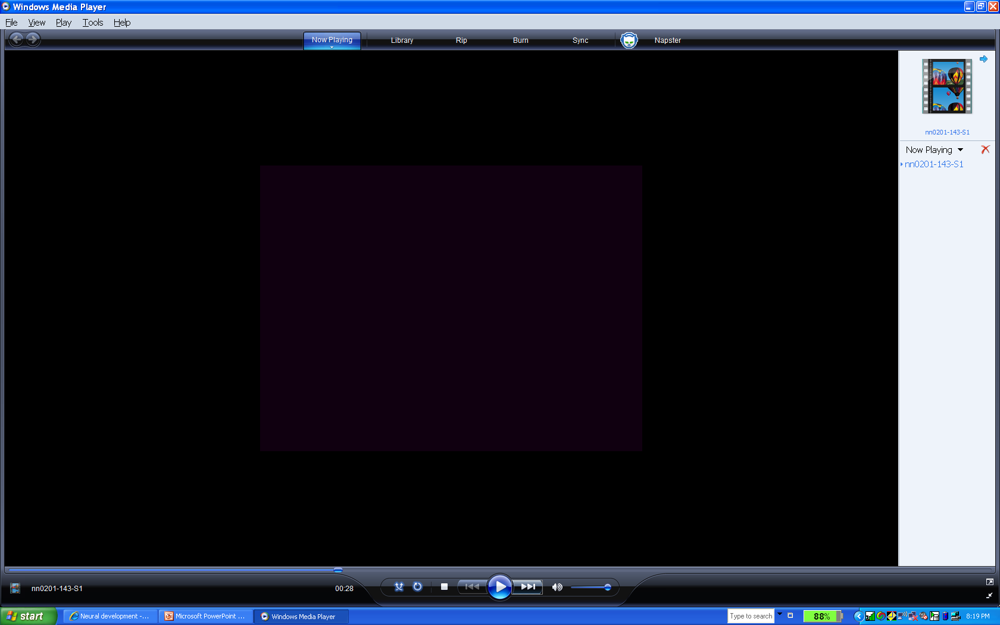 Windows Media Player
File View Play Tools Help
Now Playing Library Rip Burn Sync Napster
nn0201-143-S1
Now Playing
nn0201-143-S1
nn0201-143-S1 00:28
start Neural development -... Microsoft PowerPoint ... Windows Media Player Type to search 88% 8:19 PM